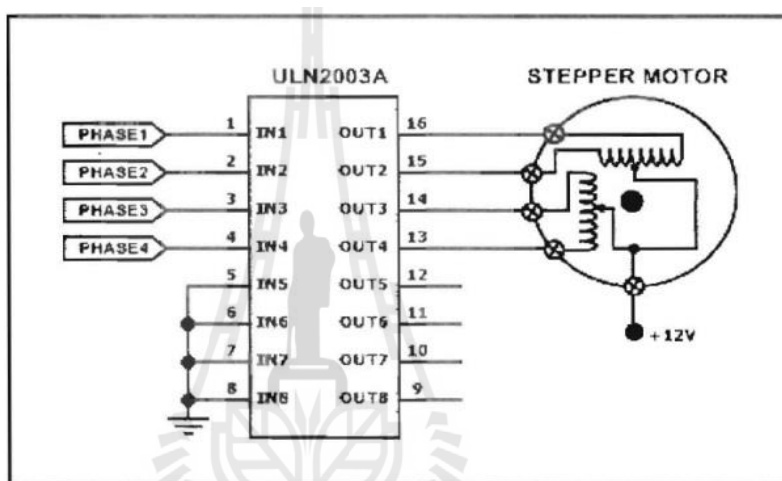 ULN2003A STEPPER MOTOR
PHASE1 1 IN1 OUT1 16
PHASE2 2 IN2 OUT2 15
PHASE3 3 IN3 OUT3 14
PHASE4 4 IN4 OUT4 13
5 IN5 OUT5 12
6 IN6 OUT6 11
7 IN7 OUT7 10
+12V
8 IN8 OUT8 9